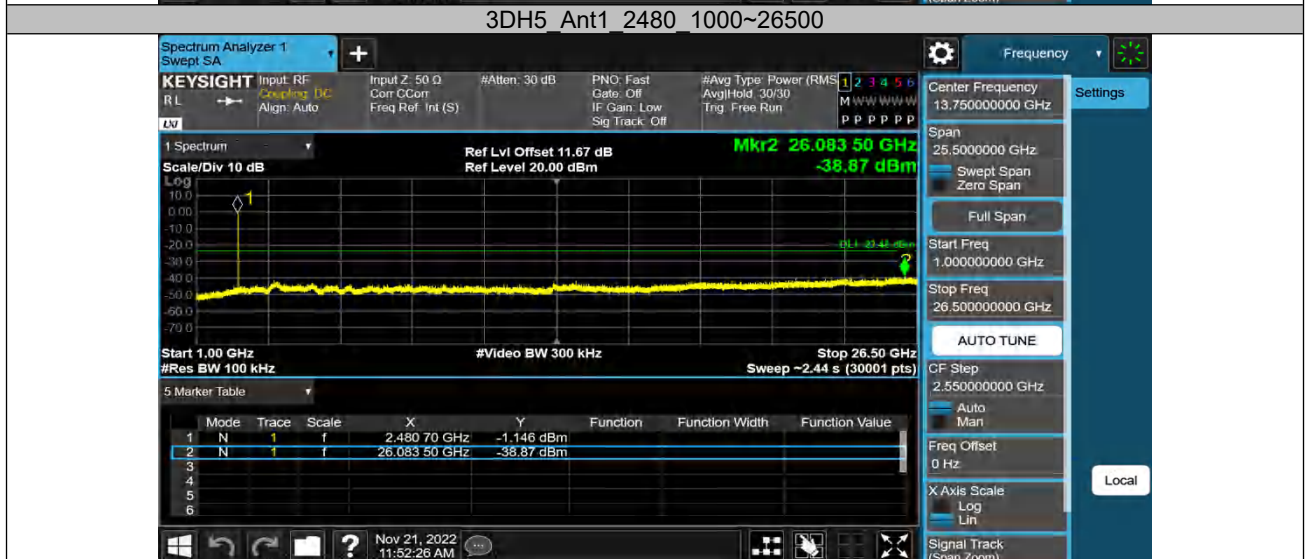 3DH5_Ant1_2480_1000~26500
Spectrum Analyzer 1
Swept SA
Frequency
KEYSIGHT
RL
LXI
Input: RF
Coupling: DC
Align: Auto
Input Z: 50 Ω
Corr CCorr
Freq Ref: Int (S)
#Atten: 30 dB
PNO: Fast
Gate: Off
IF Gain: Low
Sig Track: Off
#Avg Type: Power (RMS
Avg|Hold: 30/30
Trig: Free Run
1 2 3 4 5 6
M W W W W W
P P P P P P
Center Frequency
13.750000000 GHz
Settings
1 Spectrum
Scale/Div 10 dB
Ref Lvl Offset 11.67 dB
Ref Level 20.00 dBm
Mkr2 26.083 50 GHz
-38.87 dBm
Span
25.5000000 GHz
Swept Span
Zero Span
Full Span
Log
10.0
0.00
-10.0
-20.0
-30.0
-40.0
-50.0
-60.0
-70.0
1
2
Start Freq
1.000000000 GHz
Stop Freq
26.500000000 GHz
AUTO TUNE
Start 1.00 GHz
#Res BW 100 kHz
#Video BW 300 kHz
Stop 26.50 GHz
Sweep ~2.44 s (30001 pts)
CF Step
2.550000000 GHz
Auto
Man
5 Marker Table
Mode Trace Scale X Y Function Function Width Function Value
1 N 1 f 2.480 70 GHz -1.146 dBm
2 N 1 f 26.083 50 GHz -38.87 dBm
3
4
5
6
Freq Offset
0 Hz
Local
X Axis Scale
Log
Lin
Signal Track
(Span Zoom)
?
Nov 21, 2022
11:52:26 AM